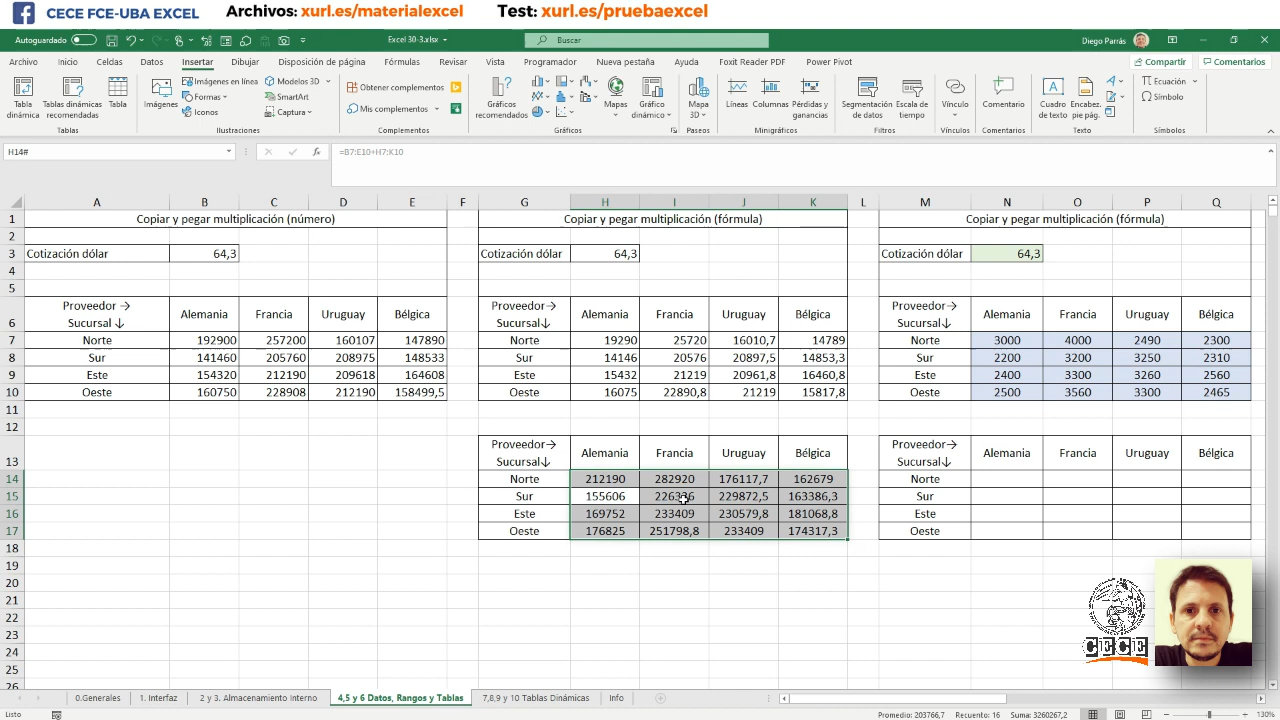 CECE FCE-UBA EXCEL Archivos: xurl.es/materialexcel Test: xurl.es/pruebaexcel
Autoguardado Excel 30-3.xlsx Buscar Diego Parrás
Archivo Inicio Celdas Datos Insertar Dibujar Disposición de página Fórmulas Revisar Vista Programador Nueva pestaña Ayuda Foxit Reader PDF Power Pivot Compartir Comentarios
Tabla dinámica Tablas dinámicas recomendadas Tabla Imágenes Imágenes en línea Formas Iconos Modelos 3D SmartArt Captura Obtener complementos Mis complementos Gráficos recomendados Mapas Gráfico dinámico Mapa 3D Líneas Columnas Pérdidas y ganancias Segmentación de datos Escala de tiempo Vínculo Comentario Cuadro de texto Encabez. pie pág. Ecuación Símbolo
Tablas Ilustraciones Complementos Gráficos Paseos Minigráficos Filtros Vínculos Comentarios Texto Símbolos
H14# fx =B7:E10+H7:K10
A B C D E F G H I J K L M N O P Q
1 Copiar y pegar multiplicación (número) Copiar y pegar multiplicación (fórmula) Copiar y pegar multiplicación (fórmula)
2
3 Cotización dólar 64,3 Cotización dólar 64,3 Cotización dólar 64,3
4
5
6 Proveedor → Sucursal ↓ Alemania Francia Uruguay Bélgica Proveedor→ Sucursal↓ Alemania Francia Uruguay Bélgica Proveedor→ Sucursal↓ Alemania Francia Uruguay Bélgica
7 Norte 192900 257200 160107 147890 Norte 19290 25720 16010,7 14789 Norte 3000 4000 2490 2300
8 Sur 141460 205760 208975 148533 Sur 14146 20576 20897,5 14853,3 Sur 2200 3200 3250 2310
9 Este 154320 212190 209618 164608 Este 15432 21219 20961,8 16460,8 Este 2400 3300 3260 2560
10 Oeste 160750 228908 212190 158499,5 Oeste 16075 22890,8 21219 15817,8 Oeste 2500 3560 3300 2465
11
12
13 Proveedor→ Sucursal↓ Alemania Francia Uruguay Bélgica Proveedor→ Sucursal↓ Alemania Francia Uruguay Bélgica
14 Norte 212190 282920 176117,7 162679 Norte
15 Sur 155606 229872,5 163386,3 Sur
16 Este 169752 233409 230579,8 181068,8 Este
17 Oeste 176825 251798,8 233409 174317,3 Oeste
18
19
20
21
22
23
24
25
26
CECE
0.Generales 1. Interfaz 2 y 3. Almacenamiento Interno 4,5 y 6 Datos, Rangos y Tablas 7,8,9 y 10 Tablas Dinámicas Info
Listo Promedio: 203766,7 Recuento: 16 Suma: 3260267,2 130%